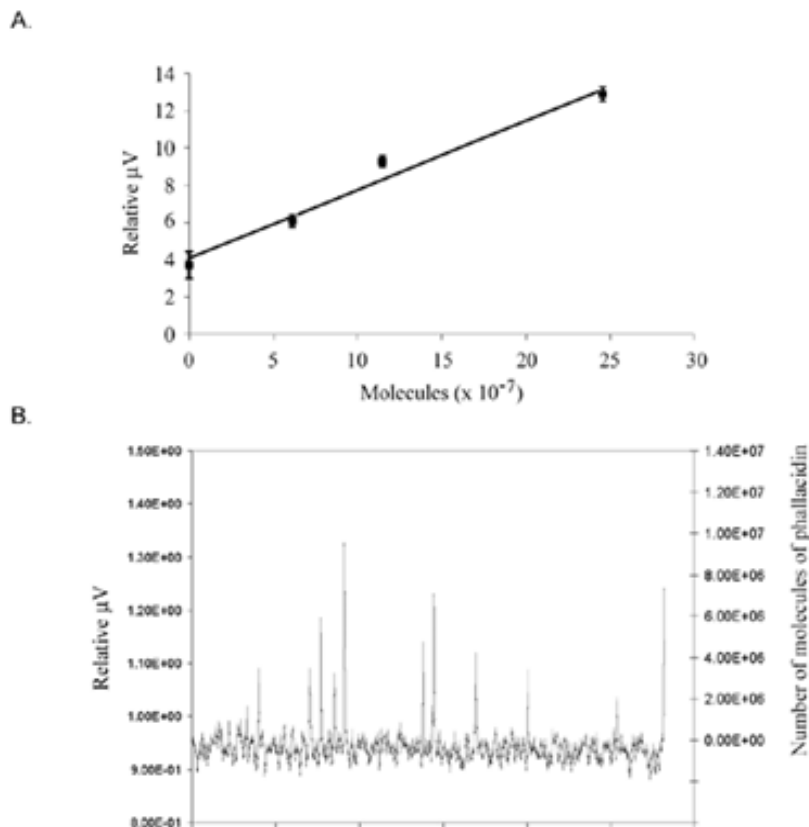 A.
14
12
10
8
6
4
2
0
Relative µV
0 5 10 15 20 25 30
Molecules (x 10⁻⁷)
B.
1.50E+00
1.40E+00
1.30E+00
1.20E+00
1.10E+00
1.00E+00
9.00E-01
8.00E-01
Relative µV
1.40E+07
1.20E+07
1.00E+07
8.00E+06
6.00E+06
4.00E+06
2.00E+06
0.00E+00
Number of molecules of phallacidin